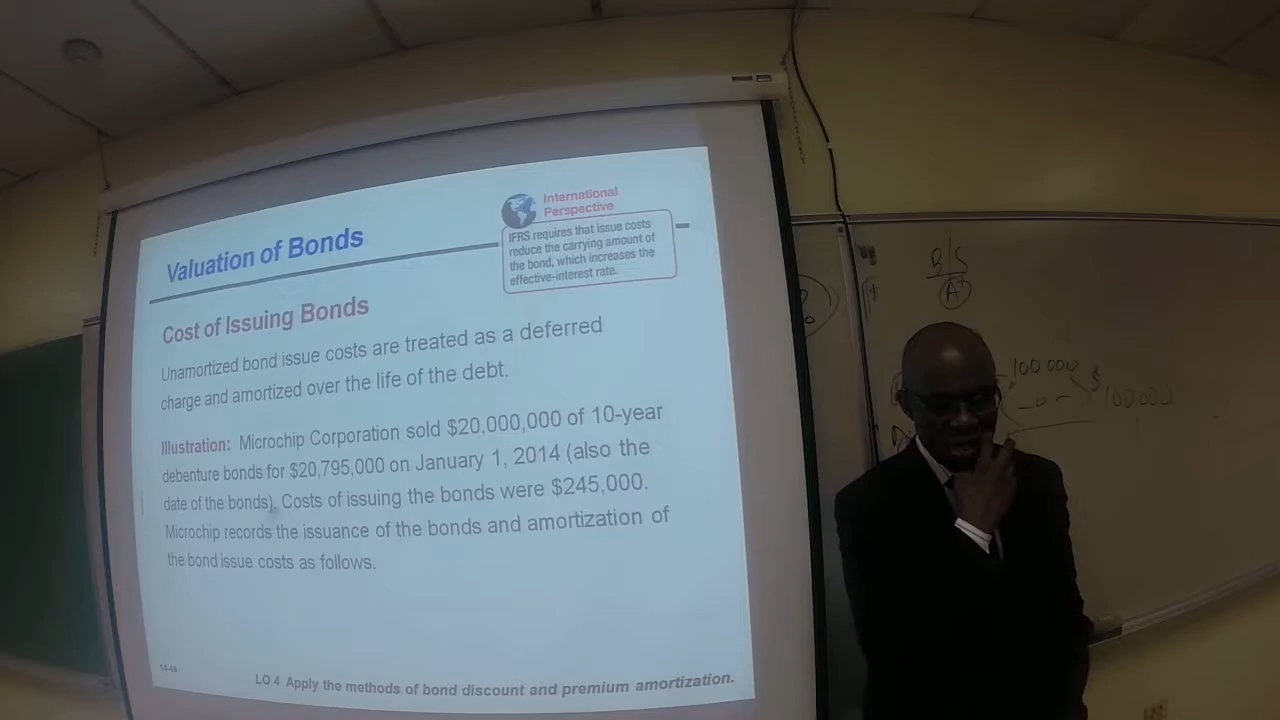 International
Perspective
IFRS requires that issue costs
reduce the carrying amount of
the bond, which increases the
effective-interest rate.
Valuation of Bonds
Cost of Issuing Bonds
Unamortized bond issue costs are treated as a deferred
charge and amortized over the life of the debt.
Illustration: Microchip Corporation sold $20,000,000 of 10-year
debenture bonds for $20,795,000 on January 1, 2014 (also the
date of the bonds). Costs of issuing the bonds were $245,000.
Microchip records the issuance of the bonds and amortization of
the bond issue costs as follows.
LO 4 Apply the methods of bond discount and premium amortization.
B/S
100 000
$
100 000